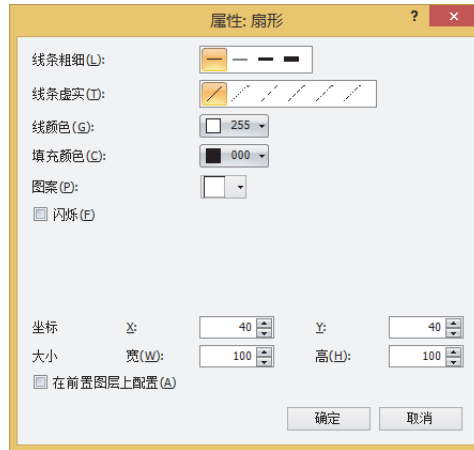 属性: 扇形
?
×
线条粗细(L):
线条虚实(T):
线颜色(G): 255
填充颜色(C): 000
图案(P):
闪烁(F)
坐标 X: 40 Y: 40
大小 宽(W): 100 高(H): 100
在前置图层上配置(A)
确定 取消